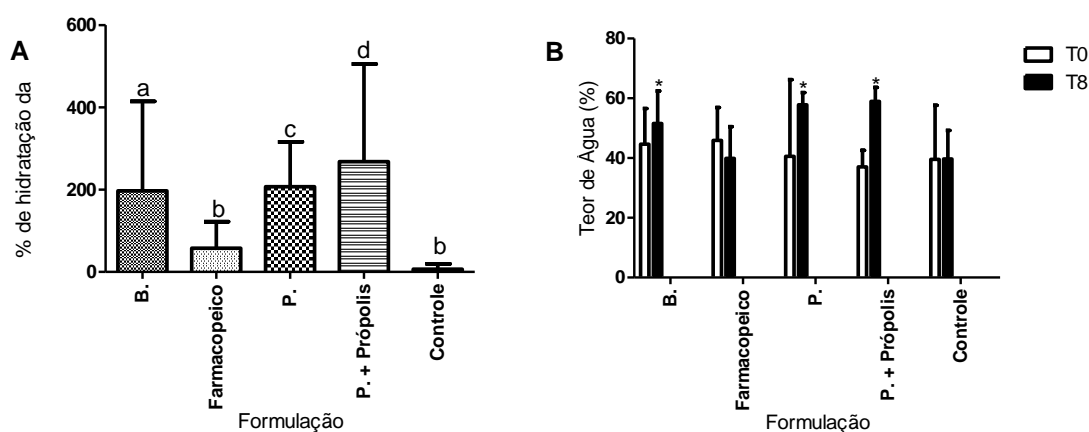 A
% de hidratação da
600
400
200
0
a
b
c
d
b
B.
Farmacopeico
P.
P. + Própolis
Controle
Formulação
B
Teor de Água (%)
80
60
40
20
0
*
*
*
B.
Farmacopeico
P.
P. + Própolis
Controle
Formulação
T0
T8